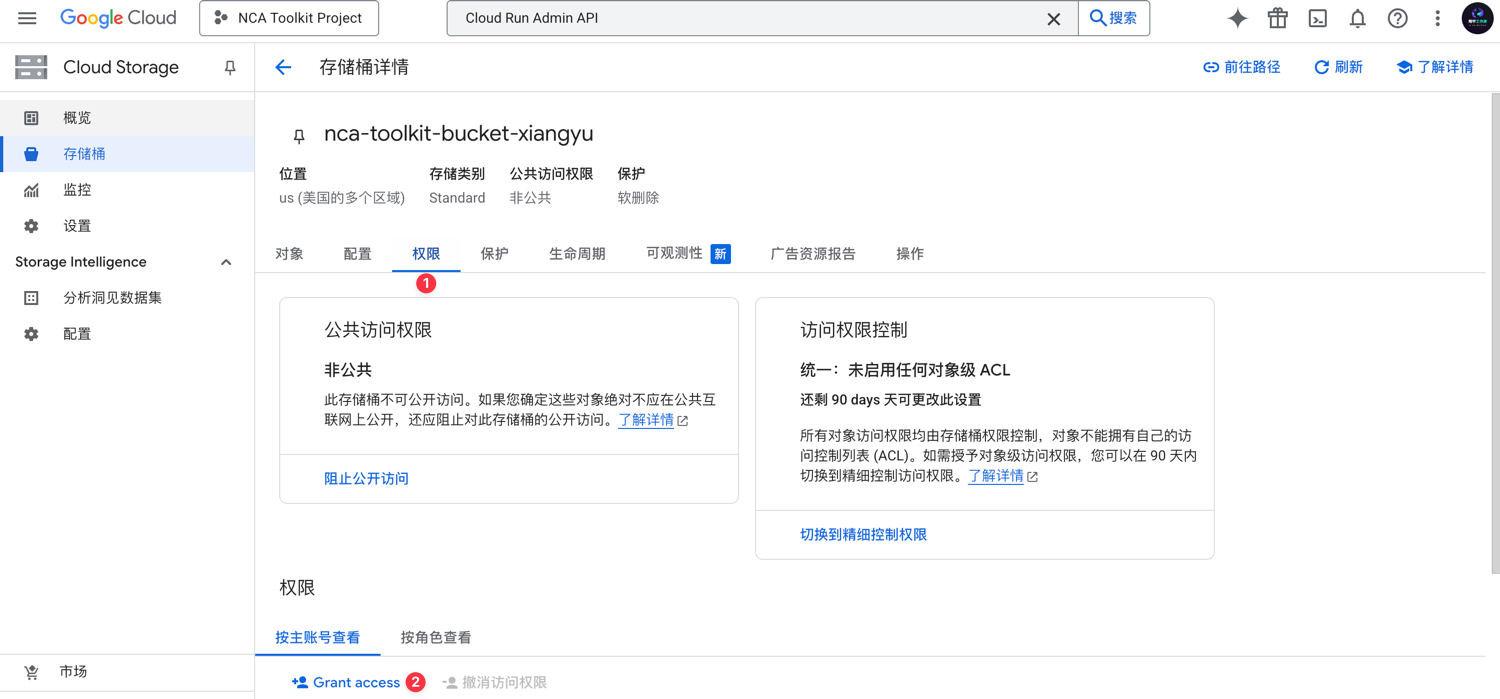 Google Cloud
NCA Toolkit Project
Cloud Run Admin API
搜索
Cloud Storage
存储桶详情
前往路径
刷新
了解详情
概览
存储桶
监控
设置
Storage Intelligence
分析洞见数据集
配置
市场
nca-toolkit-bucket-xiangyu
位置
存储类别
公共访问权限
保护
us (美国的多个区域)
Standard
非公共
软删除
对象
配置
权限
保护
生命周期
可观测性 新
广告资源报告
操作
1
公共访问权限
非公共
此存储桶不可公开访问。如果您确定这些对象绝对不应在公共互
联网上公开，还应阻止对此存储桶的公开访问。了解详情
阻止公开访问
访问权限控制
统一：未启用任何对象级 ACL
还剩 90 days 天可更改此设置
所有对象访问权限均由存储桶权限控制，对象不能拥有自己的访
问控制列表 (ACL)。如需授予对象级访问权限，您可以在 90 天内
切换到精细控制访问权限。了解详情
切换到精细控制权限
权限
按主账号查看
按角色查看
Grant access 2
撤消访问权限